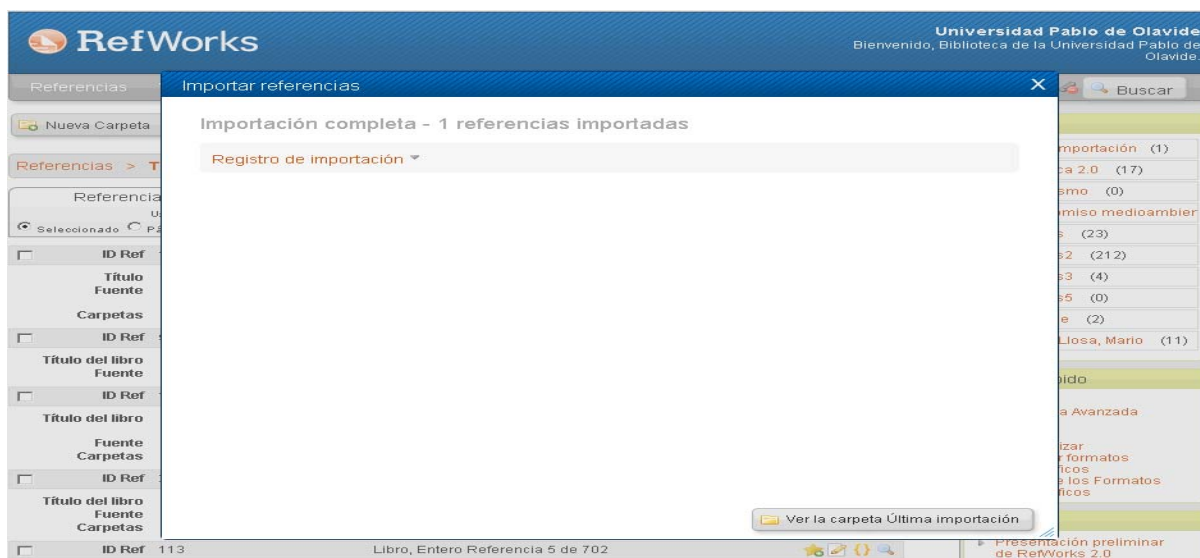 RefWorks
Universidad Pablo de Olavide
Bienvenido, Biblioteca de la Universidad Pablo de
Olavide.
Referencias
Buscar
Importar referencias
X
Nueva Carpeta
Importación completa - 1 referencias importadas
Registro de importación
Referencias >
Referencia
Seleccionado
ID Ref
Título
Fuente
Carpetas
ID Ref
Título del libro
Fuente
ID Ref
Título del libro
Fuente
Carpetas
ID Ref
Título del libro
Fuente
Carpetas
ID Ref 113
Libro, Entero Referencia 5 de 702
mportación (1)
a 2.0 (17)
smo (0)
miso medioambier
(23)
2 (212)
3 (4)
5 (0)
e (2)
Llosa, Mario (11)
pido
a Avanzada
izar
r formatos
ficos
e los Formatos
ficos
Ver la carpeta Última importación
Presentación preliminar
de RefWorks 2.0